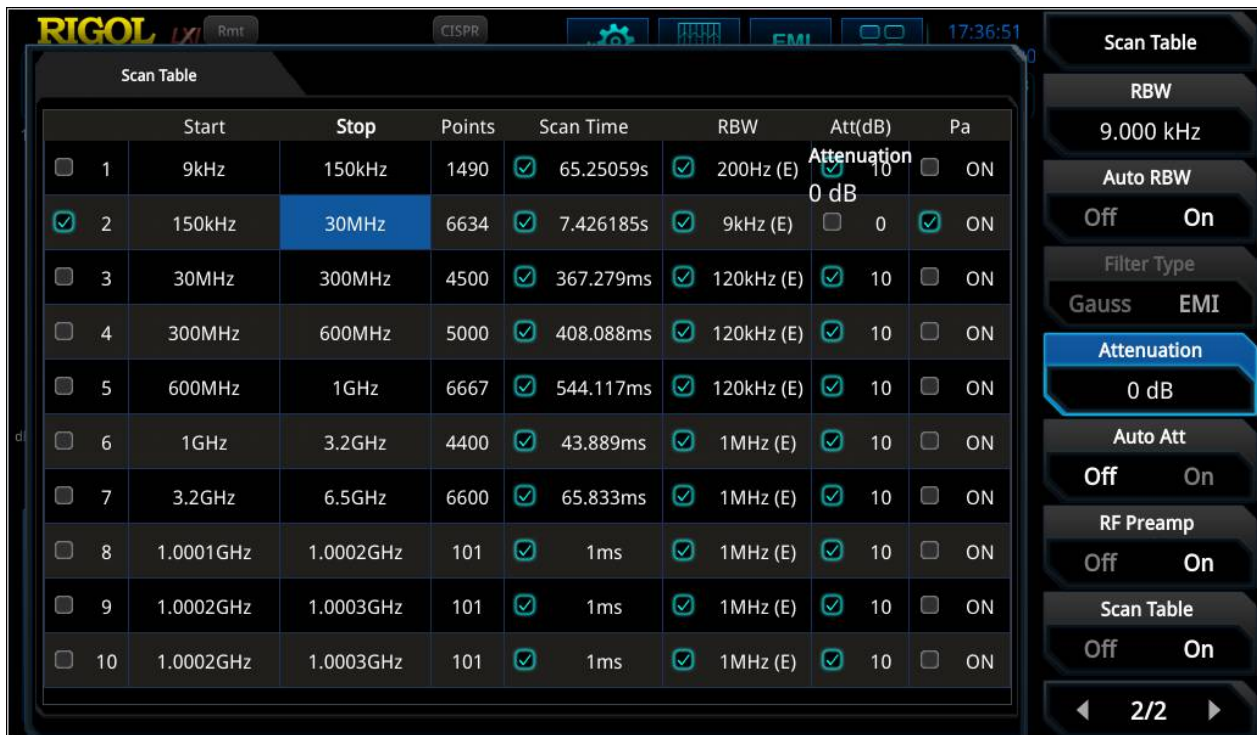 RIGOL LXI Rmt CISPR EMI 17:36:51
Scan Table
Start Stop Points Scan Time RBW Att(dB) Pa
1 9kHz 150kHz 1490 65.25059s 200Hz (E) 10 ON
Attenuation
0 dB
2 150kHz 30MHz 6634 7.426185s 9kHz (E) 0 ON
3 30MHz 300MHz 4500 367.279ms 120kHz (E) 10 ON
4 300MHz 600MHz 5000 408.088ms 120kHz (E) 10 ON
5 600MHz 1GHz 6667 544.117ms 120kHz (E) 10 ON
6 1GHz 3.2GHz 4400 43.889ms 1MHz (E) 10 ON
7 3.2GHz 6.5GHz 6600 65.833ms 1MHz (E) 10 ON
8 1.0001GHz 1.0002GHz 101 1ms 1MHz (E) 10 ON
9 1.0002GHz 1.0003GHz 101 1ms 1MHz (E) 10 ON
10 1.0002GHz 1.0003GHz 101 1ms 1MHz (E) 10 ON
Scan Table
RBW
9.000 kHz
Auto RBW
Off On
Filter Type
Gauss EMI
Attenuation
0 dB
Auto Att
Off On
RF Preamp
Off On
Scan Table
Off On
2/2